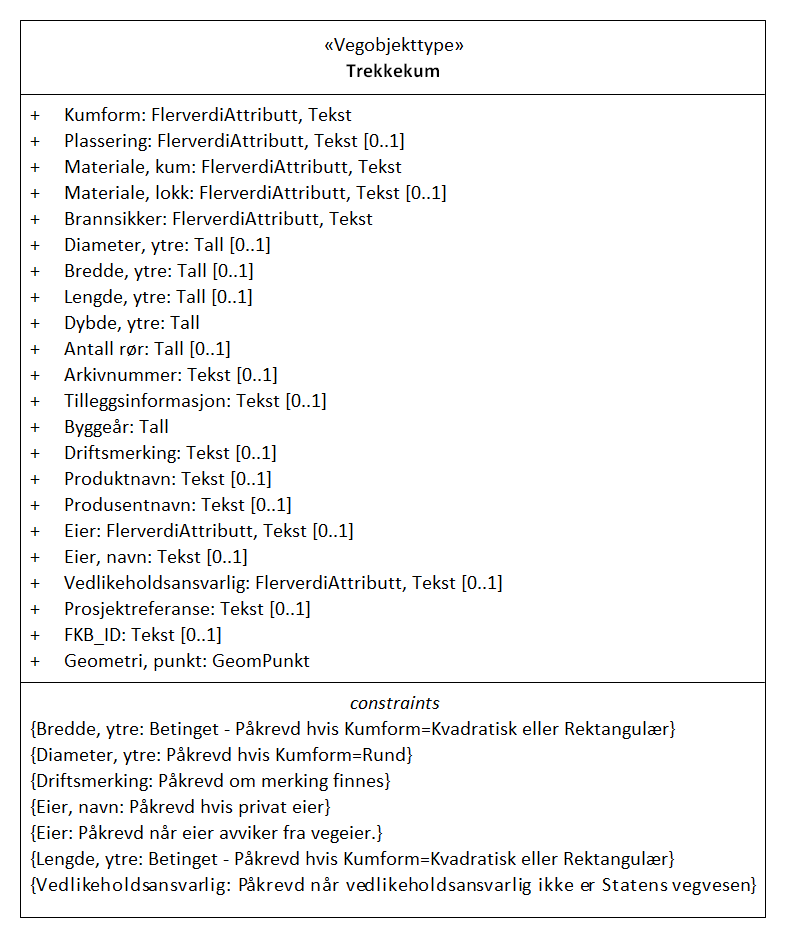 «Vegobjekttype»
Trekkekum
+ Kumform: FlerverdiAttributt, Tekst
+ Plassering: FlerverdiAttributt, Tekst [0..1]
+ Materiale, kum: FlerverdiAttributt, Tekst
+ Materiale, lokk: FlerverdiAttributt, Tekst [0..1]
+ Brannsikker: FlerverdiAttributt, Tekst
+ Diameter, ytre: Tall [0..1]
+ Bredde, ytre: Tall [0..1]
+ Lengde, ytre: Tall [0..1]
+ Dybde, ytre: Tall
+ Antall rør: Tall [0..1]
+ Arkivnummer: Tekst [0..1]
+ Tilleggsinformasjon: Tekst [0..1]
+ Byggeår: Tall
+ Driftsmerking: Tekst [0..1]
+ Produktnavn: Tekst [0..1]
+ Produsentnavn: Tekst [0..1]
+ Eier: FlerverdiAttributt, Tekst [0..1]
+ Eier, navn: Tekst [0..1]
+ Vedlikeholdsansvarlig: FlerverdiAttributt, Tekst [0..1]
+ Prosjektreferanse: Tekst [0..1]
+ FKB_ID: Tekst [0..1]
+ Geometri, punkt: GeomPunkt
constraints
{Bredde, ytre: Betinget - Påkrevd hvis Kumform=Kvadratisk eller Rektangulær}
{Diameter, ytre: Påkrevd hvis Kumform=Rund}
{Driftsmerking: Påkrevd om merking finnes}
{Eier, navn: Påkrevd hvis privat eier}
{Eier: Påkrevd når eier avviker fra vegeier.}
{Lengde, ytre: Betinget - Påkrevd hvis Kumform=Kvadratisk eller Rektangulær}
{Vedlikeholdsansvarlig: Påkrevd når vedlikeholdsansvarlig ikke er Statens vegvesen}